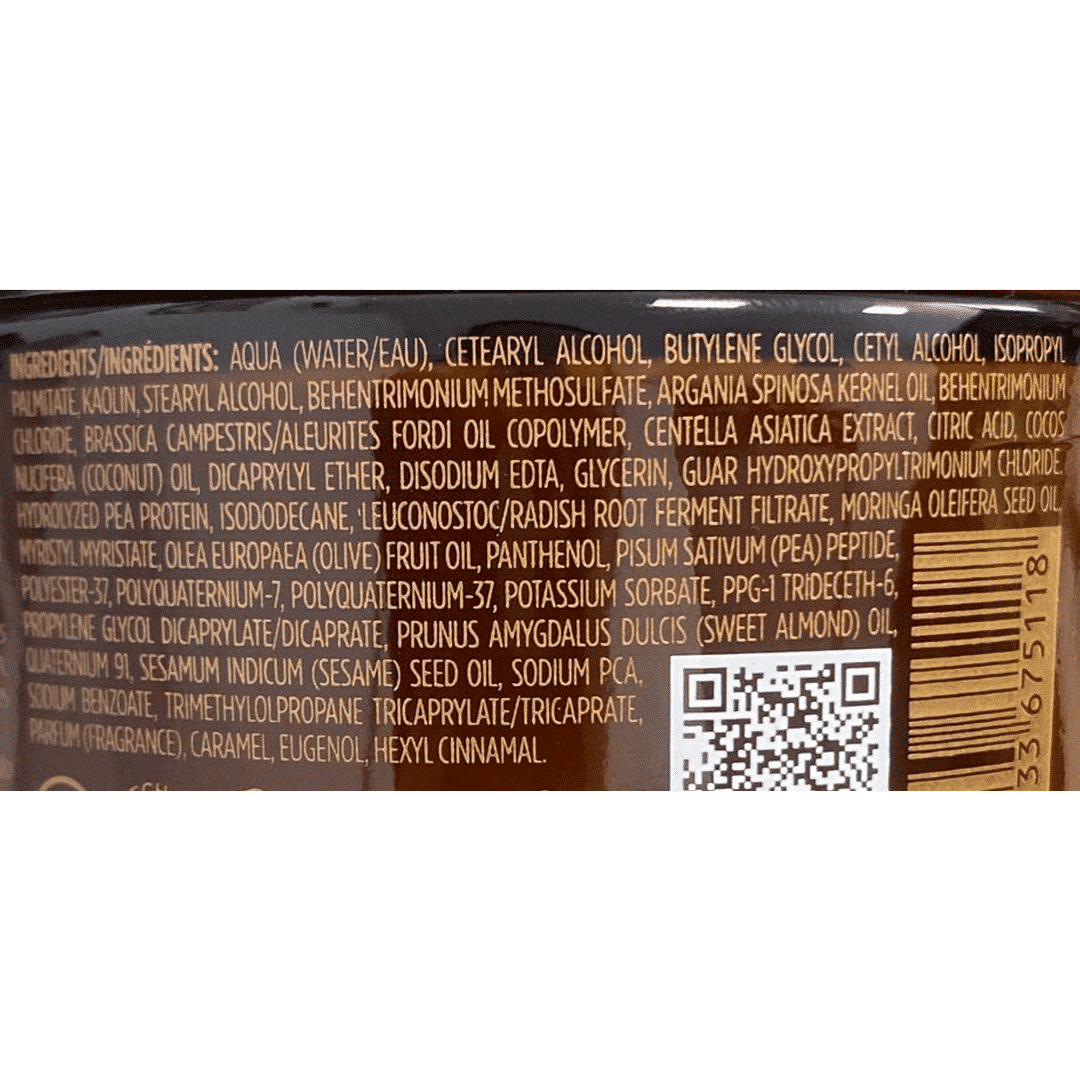 INGREDIENTS/INGRÉDIENTS: AQUA (WATER/EAU), CETEARYL ALCOHOL, BUTYLENE GLYCOL, CETYL ALCOHOL, ISOPROPYL
PALMITATE, KAOLIN, STEARYL ALCOHOL, BEHENTRIMONIUM METHOSULFATE, ARGANIA SPINOSA KERNEL OIL, BEHENTRIMONIUM
CHLORIDE, BRASSICA CAMPESTRIS/ALEURITES FORDI OIL COPOLYMER, CENTELLA ASIATICA EXTRACT, CITRIC ACID, COCOS
NUCIFERA (COCONUT) OIL, DICAPRYLYL ETHER, DISODIUM EDTA, GLYCERIN, GUAR HYDROXYPROPYLTRIMONIUM CHLORIDE,
HYDROLYZED PEA PROTEIN, ISODODECANE, LEUCONOSTOC/RADISH ROOT FERMENT FILTRATE, MORINGA OLEIFERA SEED OIL,
MYRISTYL MYRISTATE, OLEA EUROPAEA (OLIVE) FRUIT OIL, PANTHENOL, PISUM SATIVUM (PEA) PEPTIDE,
POLYESTER-37, POLYQUATERNIUM-7, POLYQUATERNIUM-37, POTASSIUM SORBATE, PPG-1 TRIDECETH-6,
PROPYLENE GLYCOL DICAPRYLATE/DICAPRATE, PRUNUS AMYGDALUS DULCIS (SWEET ALMOND) OIL,
QUATERNIUM 91, SESAMUM INDICUM (SESAME) SEED OIL, SODIUM PCA,
SODIUM BENZOATE, TRIMETHYLOLPROPANE TRICAPRYLATE/TRICAPRATE,
PARFUM (FRAGRANCE), CARAMEL, EUGENOL, HEXYL CINNAMAL.
33 675118